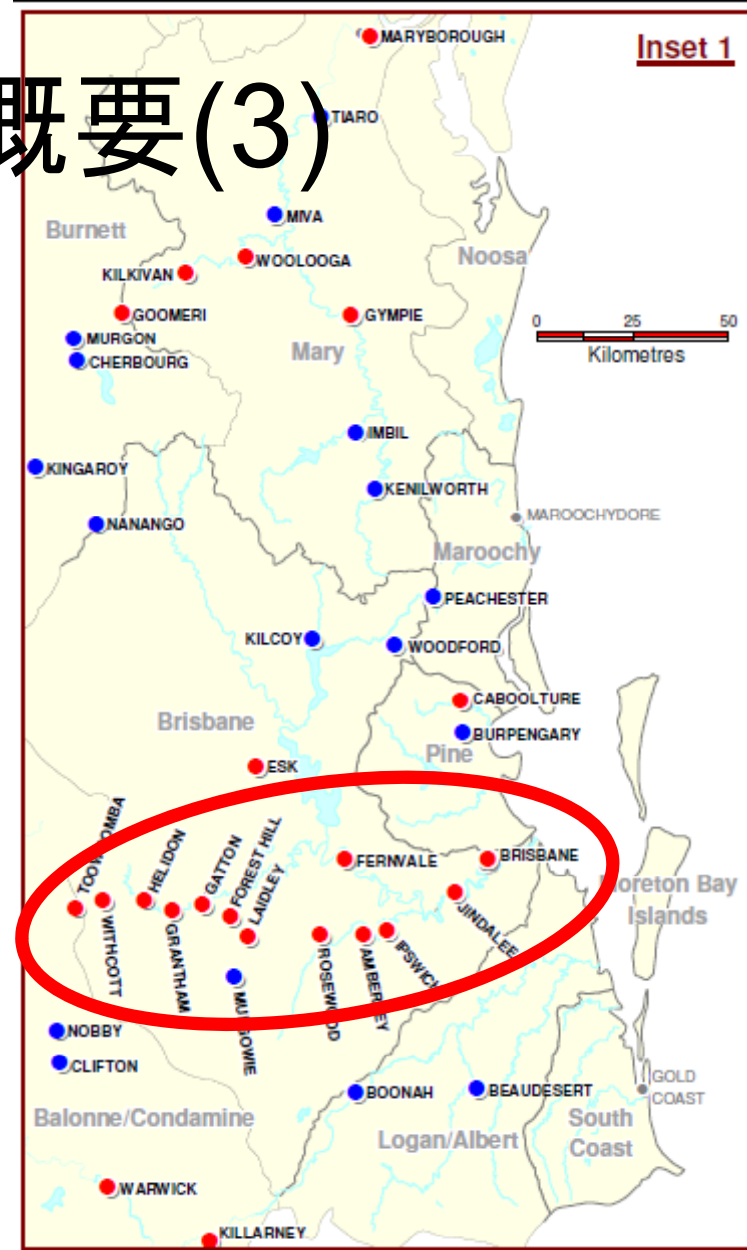 概要(3)
Inset 1
MARYBOROUGH
TIARO
MIVA
Burnett
WOOLOOGA
Noosa
KILKIVAN
GOOMERI
GYMPIE
0 25 50
Kilometres
MURGON
Mary
CHERBOURG
IMBIL
KINGAROY
KENILWORTH
NANANGO
MAROOCHYDORE
Maroochy
PEACHESTER
KILCOY
WOODFORD
CABOOLTURE
Brisbane
BURPENGARY
Pine
ESK
TOOWOOMBA
HELIDON
GATTON
FOREST HILL
LAIDLEY
FERNVALE
BRISBANE
Moreton Bay
Islands
WITHCOTT
GRANTHAM
JINDALEE
ROSEWOOD
AMBERLEY
IPSWICH
MULGOWIE
NOBBY
CLIFTON
BOONAH
BEAUDESERT
GOLD
COAST
Balonne/Condamine
Logan/Albert
South
Coast
WARWICK
KILLARNEY